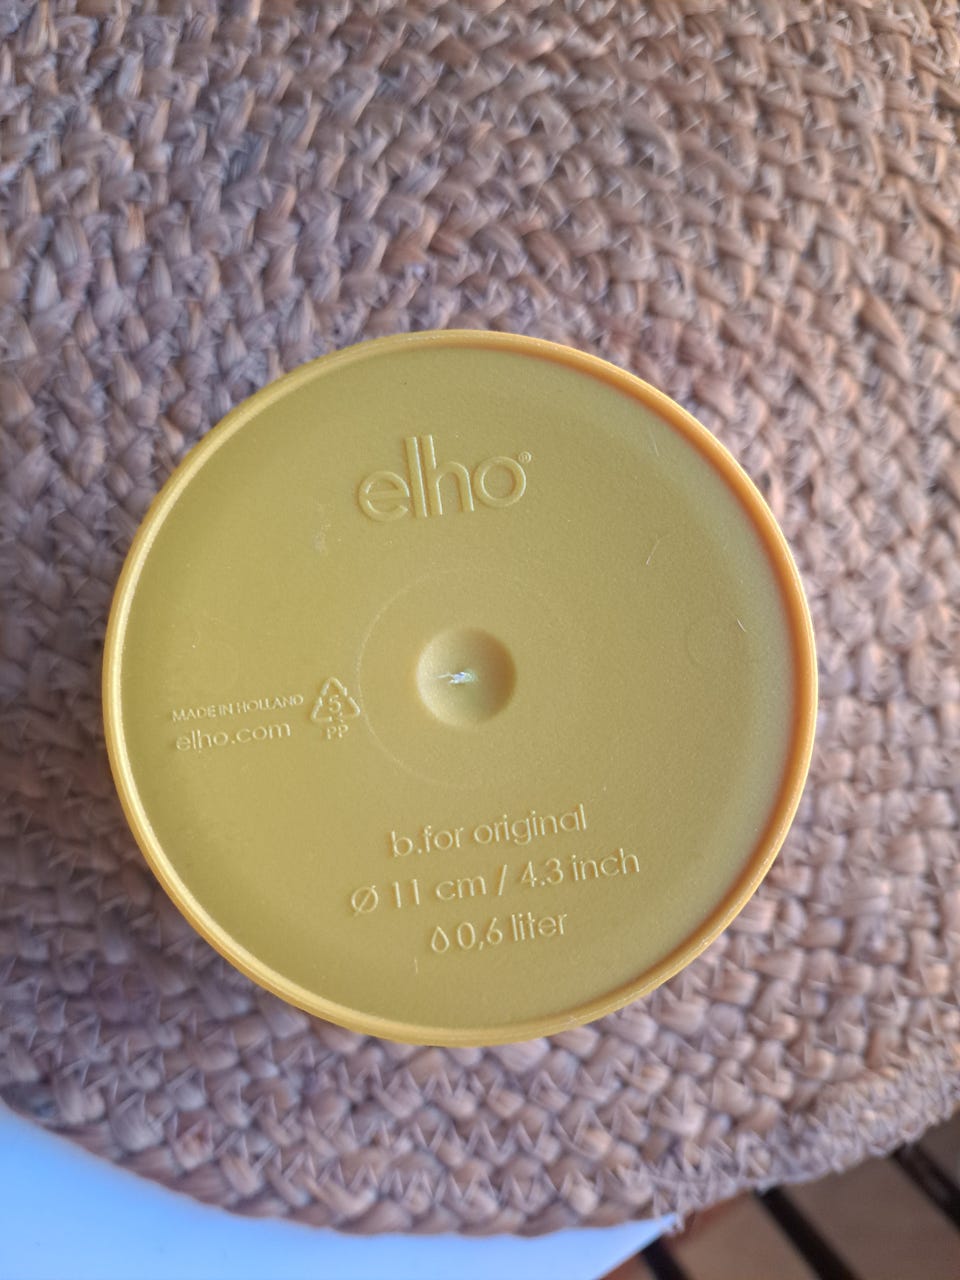 elho®
MADE IN HOLLAND
elho.com
5
PP
b.for original
Ø 11 cm / 4.3 inch
0,6 liter